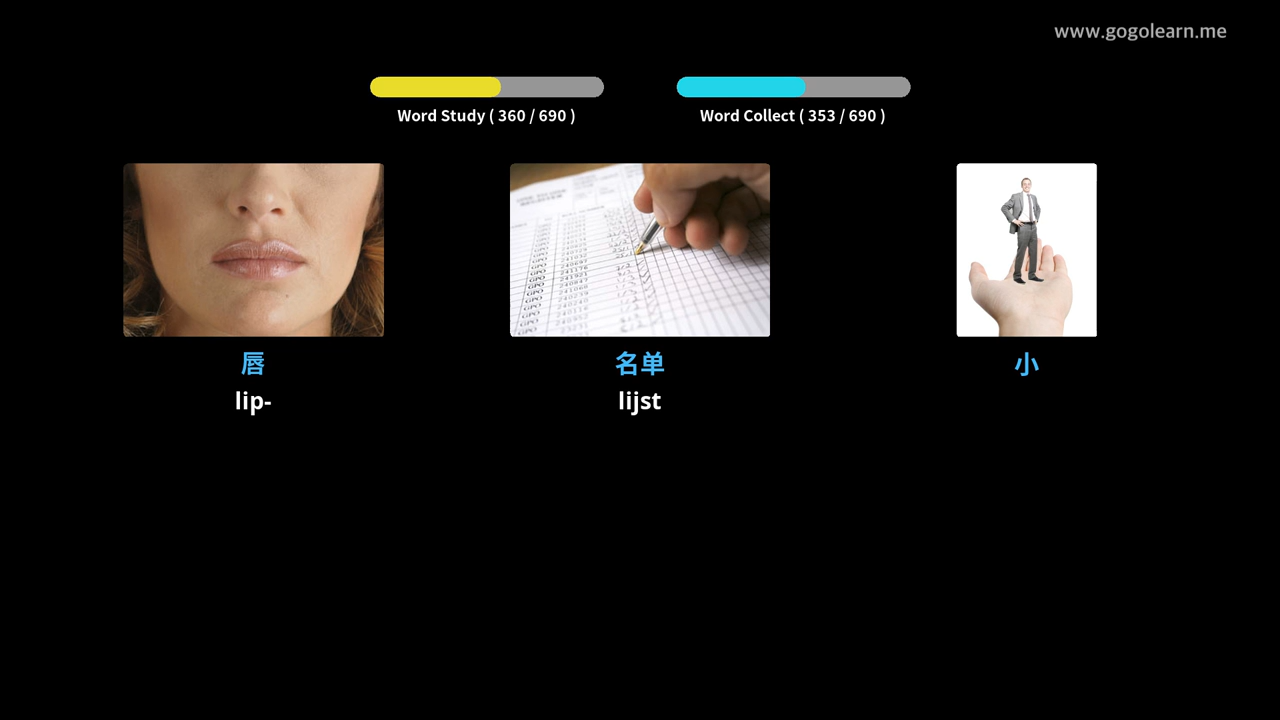 www.gogolearn.me
Word Study ( 360 / 690 )
Word Collect ( 353 / 690 )
唇
名单
小
lip-
lijst